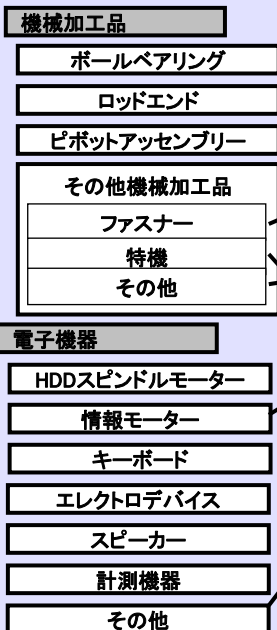 機械加工品
ボールベアリング
ロッドエンド
ピボットアッセンブリー
その他機械加工品
ファスナー
特機
その他
電子機器
HDDスピンドルモーター
情報モーター
キーボード
エレクトロデバイス
スピーカー
計測機器
その他